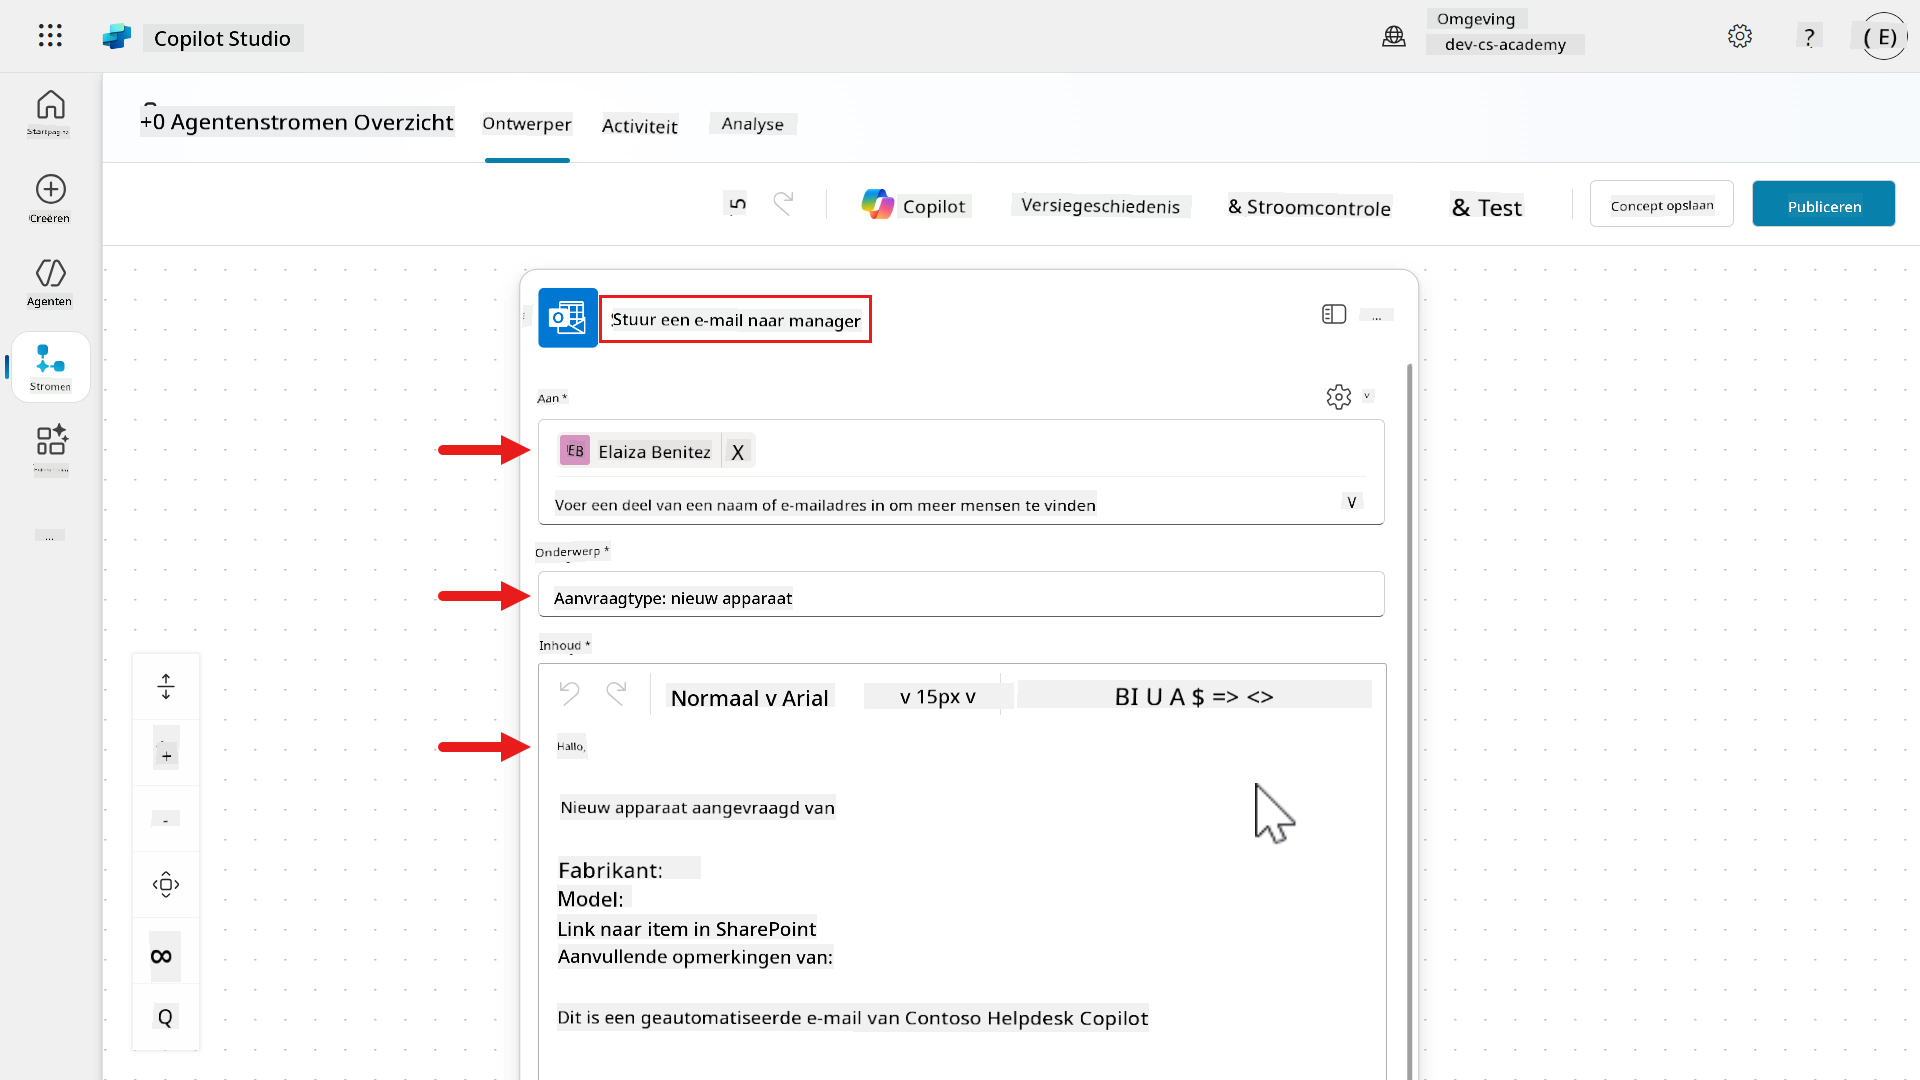 Copilot Studio
Omgeving
dev-cs-academy
?
( E)
Startpagina
+0 Agentenstromen Overzicht
Ontwerper
Activiteit
Analyse
Creëren
Copilot
Versiegeschiedenis
& Stroomcontrole
& Test
Concept opslaan
Publiceren
Agenten
Stuur een e-mail naar manager
...
Stromen
Aan *
v
EB Elaiza Benitez X
Voer een deel van een naam of e-mailadres in om meer mensen te vinden
V
...
Onderwerp *
Aanvraagtype: nieuw apparaat
Inhoud *
Normaal v Arial
v 15px v
BI U A $ => <>
Hallo,
+
Nieuw apparaat aangevraagd van
-
Fabrikant:
Model:
Link naar item in SharePoint
Aanvullende opmerkingen van:
∞
Q
Dit is een geautomatiseerde e-mail van Contoso Helpdesk Copilot